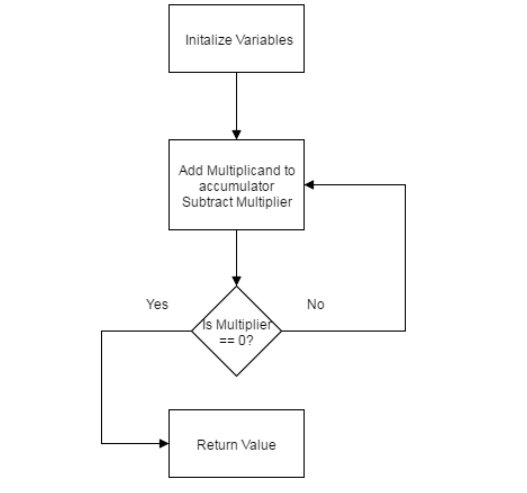 Initalize Variables
Add Multiplicand to
accumulator
Subtract Multiplier
Yes
No
Is Multiplier
== 0?
Return Value